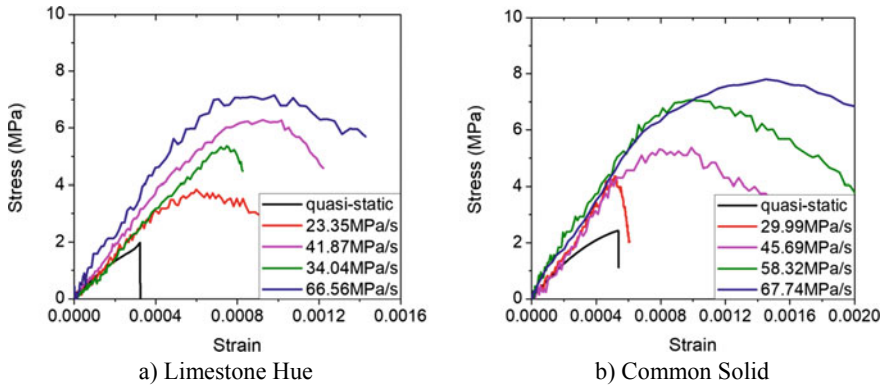 10
8
6
4
2
0
Stress (MPa)
quasi-static
23.35MPa/s
41.87MPa/s
34.04MPa/s
66.56MPa/s
0.0000 0.0004 0.0008 0.0012 0.0016
Strain
a) Limestone Hue
10
8
6
4
2
0
Stress (MPa)
quasi-static
29.99MPa/s
45.69MPa/s
58.32MPa/s
67.74MPa/s
0.0000 0.0004 0.0008 0.0012 0.0016 0.0020
Strain
b) Common Solid